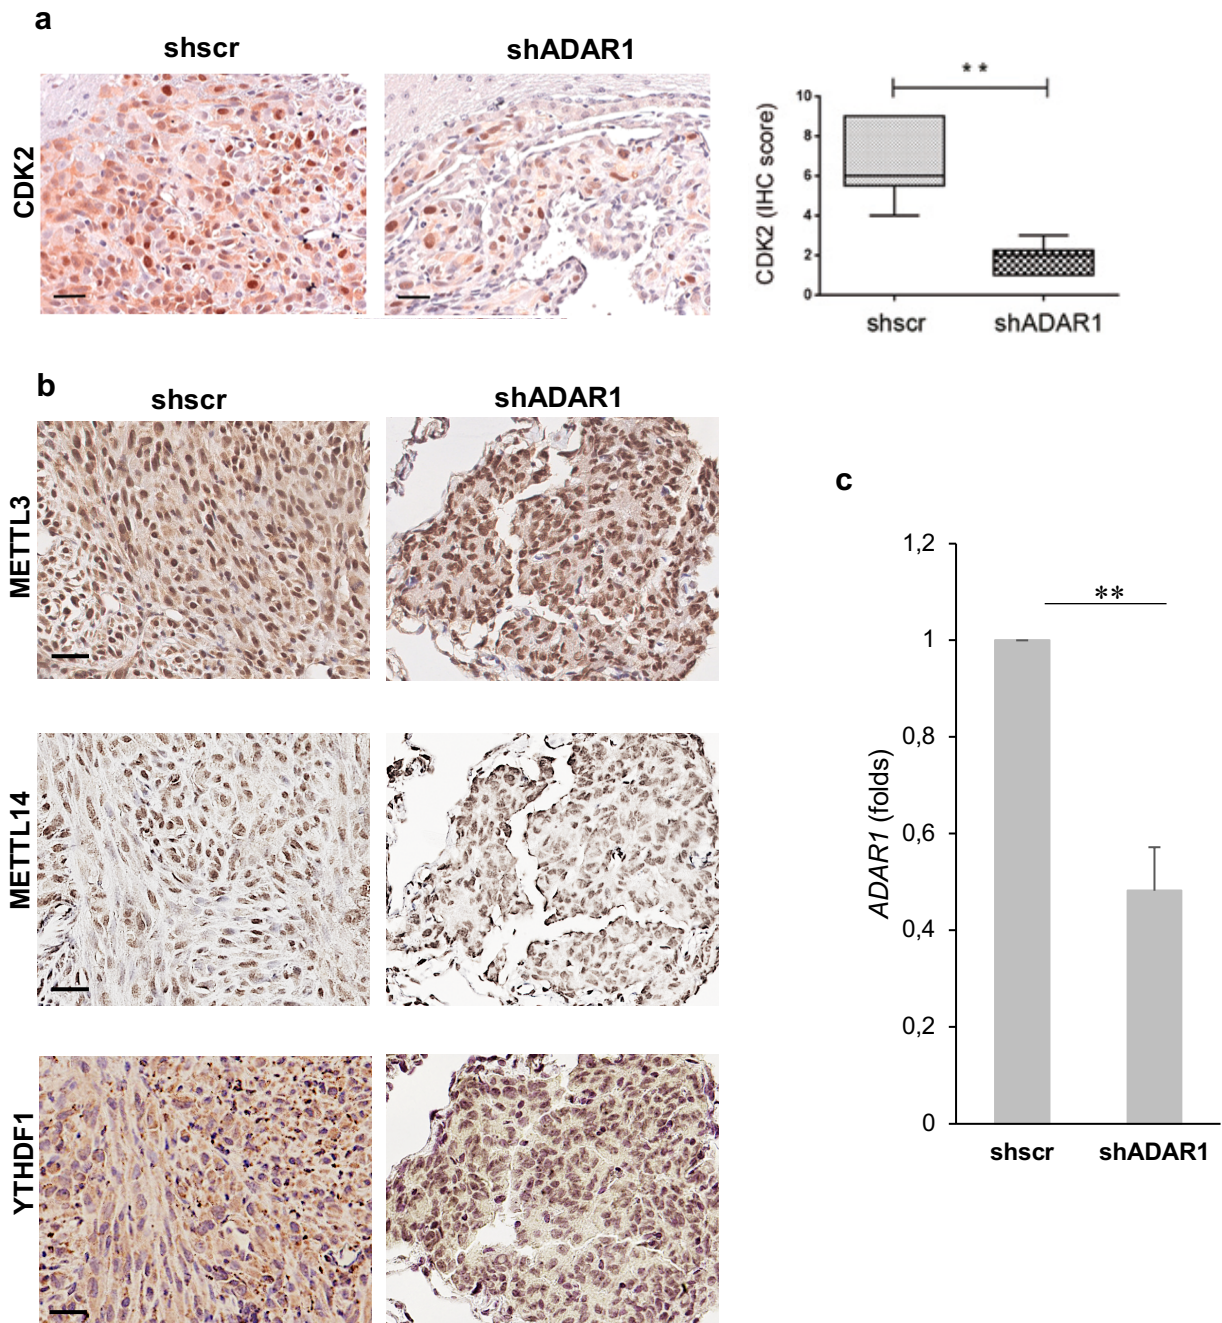 a
shscr
shADAR1
CDK2
**
CDK2 (IHC score)
10
8
6
4
2
0
shscr
shADAR1
b
shscr
shADAR1
METTL3
METTL14
YTHDF1
c
**
ADAR1 (folds)
1,2
1
0,8
0,6
0,4
0,2
0
shscr
shADAR1